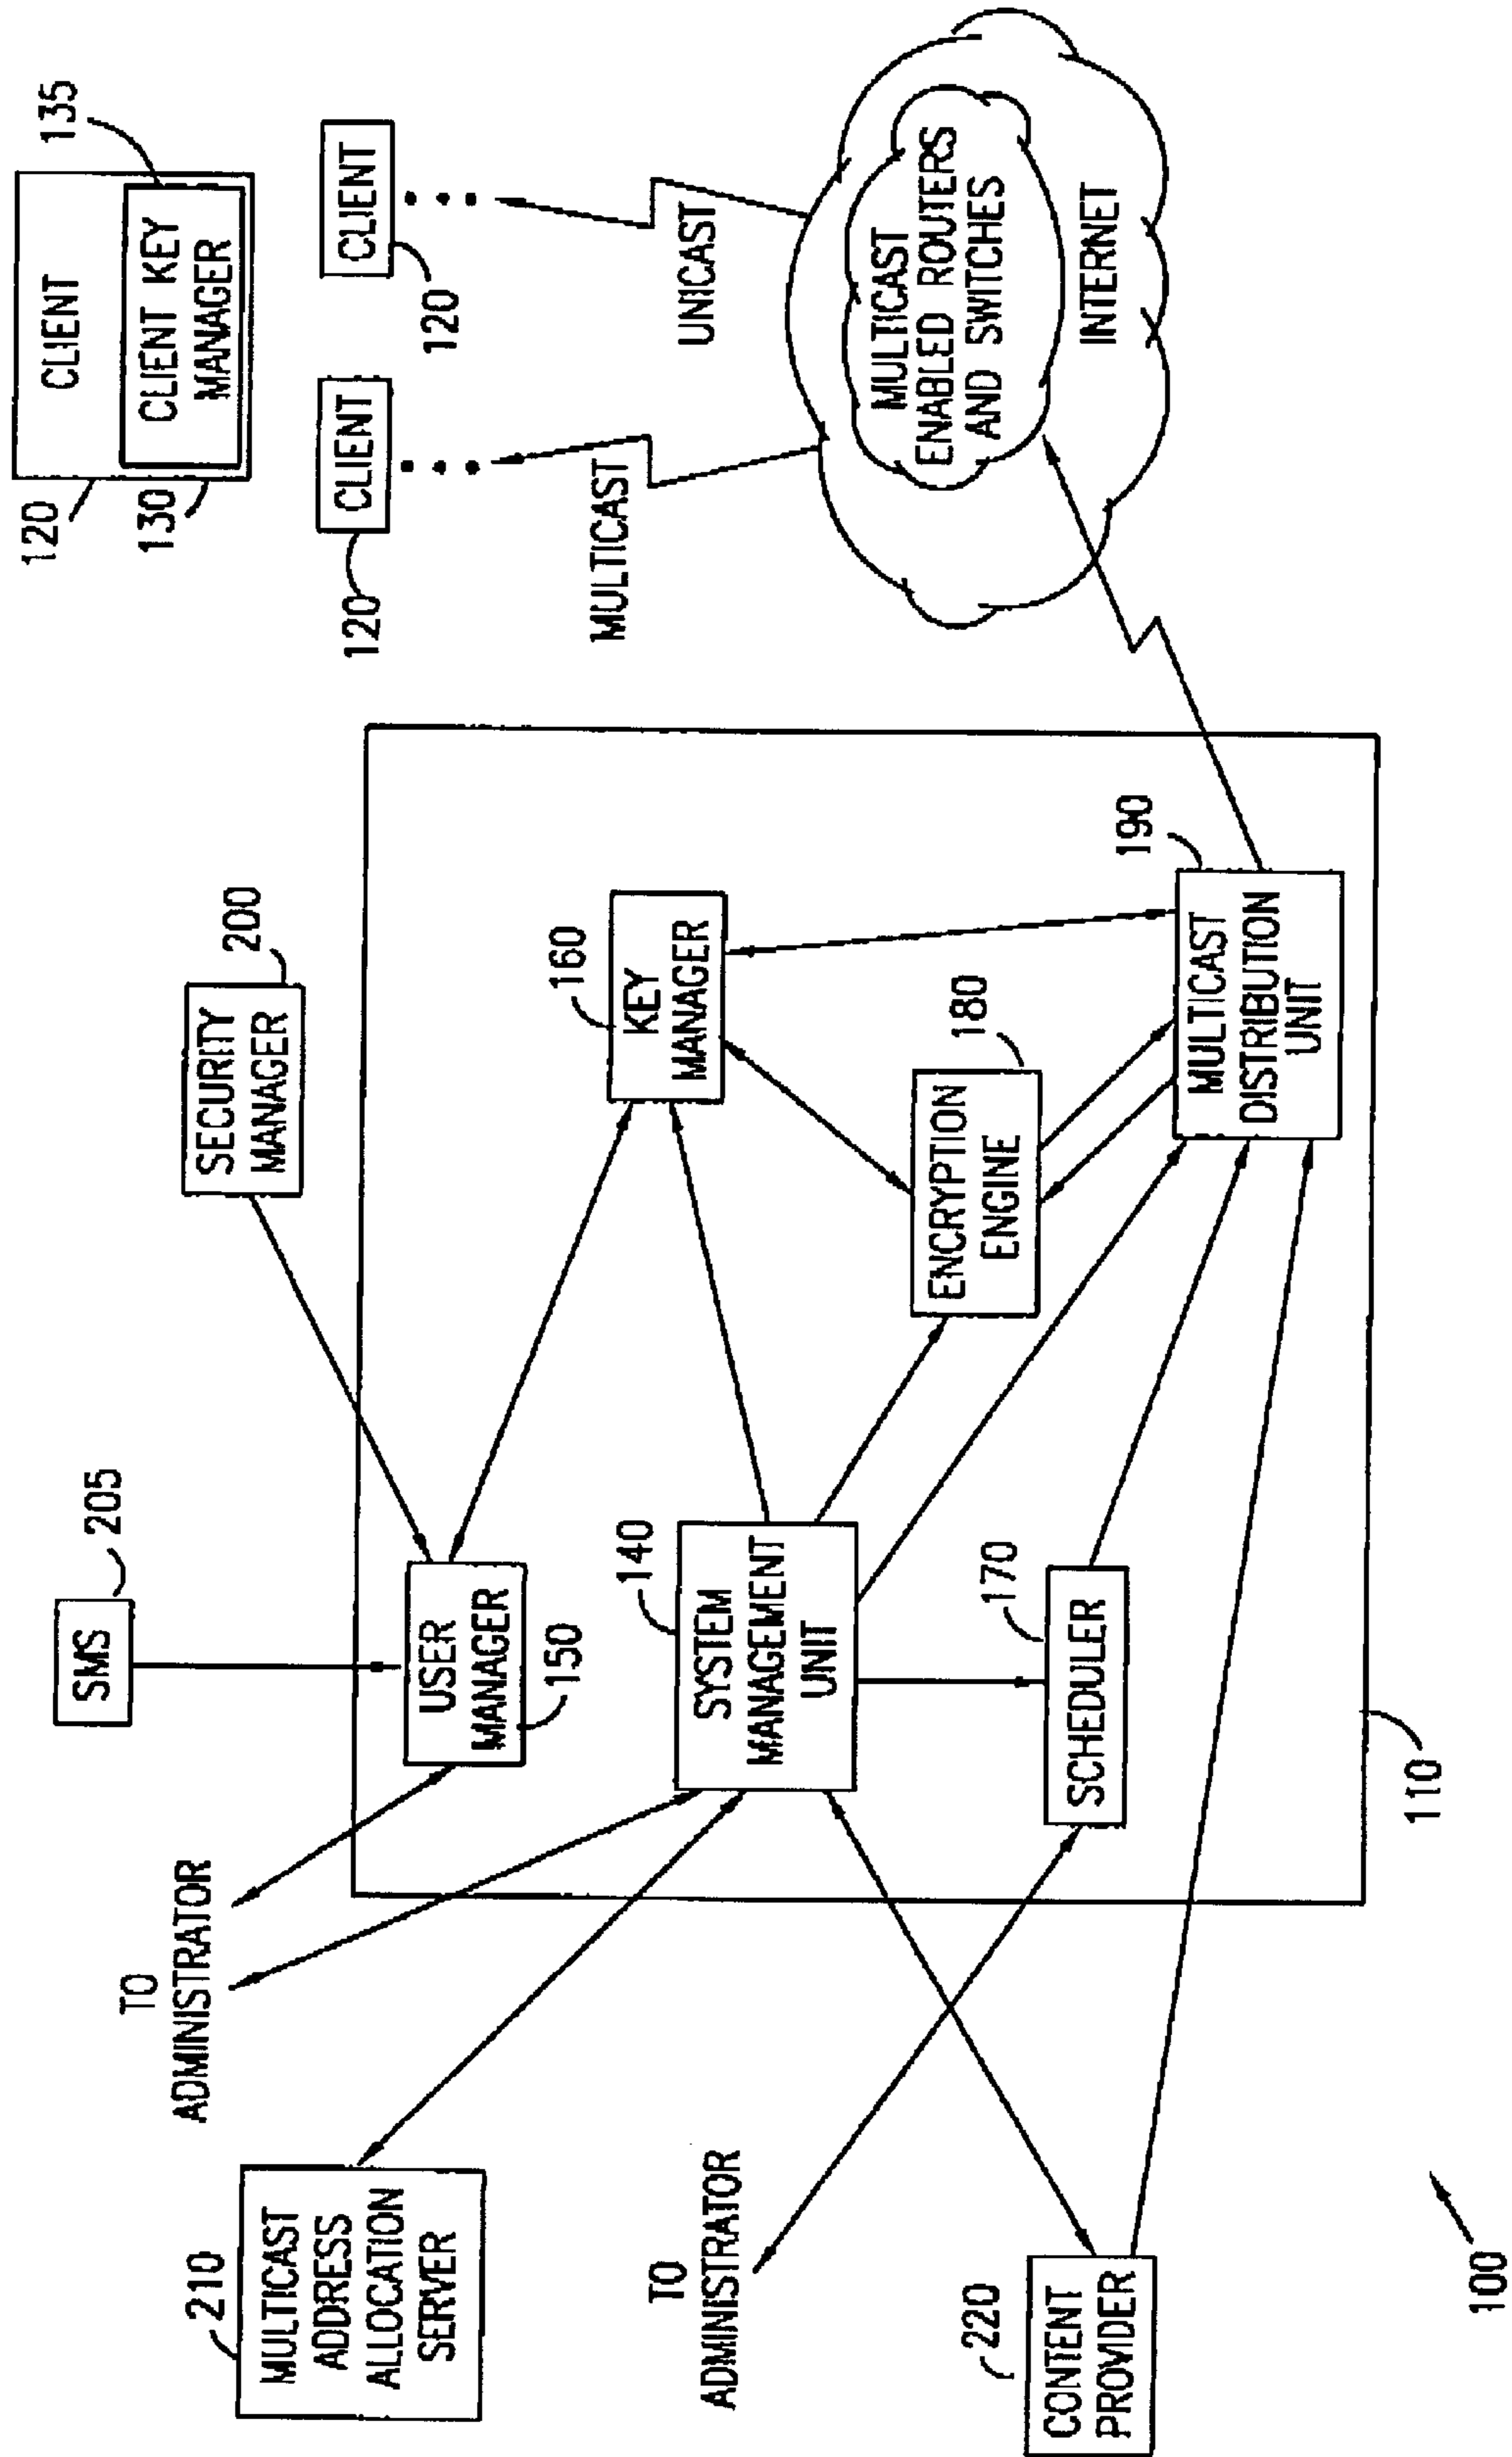 SMS
205
SECURITY
MANAGER
200
CLIENT
CLIENT KEY
MANAGER
120
130
135
TO
ADMINISTRATOR
210
MULTICAST
ADDRESS
ALLOCATION
SERVER
USER
MANAGER
150
KEY
MANAGER
160
CLIENT
120
CLIENT
120
MULTICAST
UNICAST
TO
ADMINISTRATOR
SYSTEM
MANAGEMENT
UNIT
140
ENCRYPTION
ENGINE
180
MULTICAST
ENABLED ROUTERS
AND SWITCHES
INTERNET
220
CONTENT
PROVIDER
SCHEDULER
170
MULTICAST
DISTRIBUTION
UNIT
190
110
100